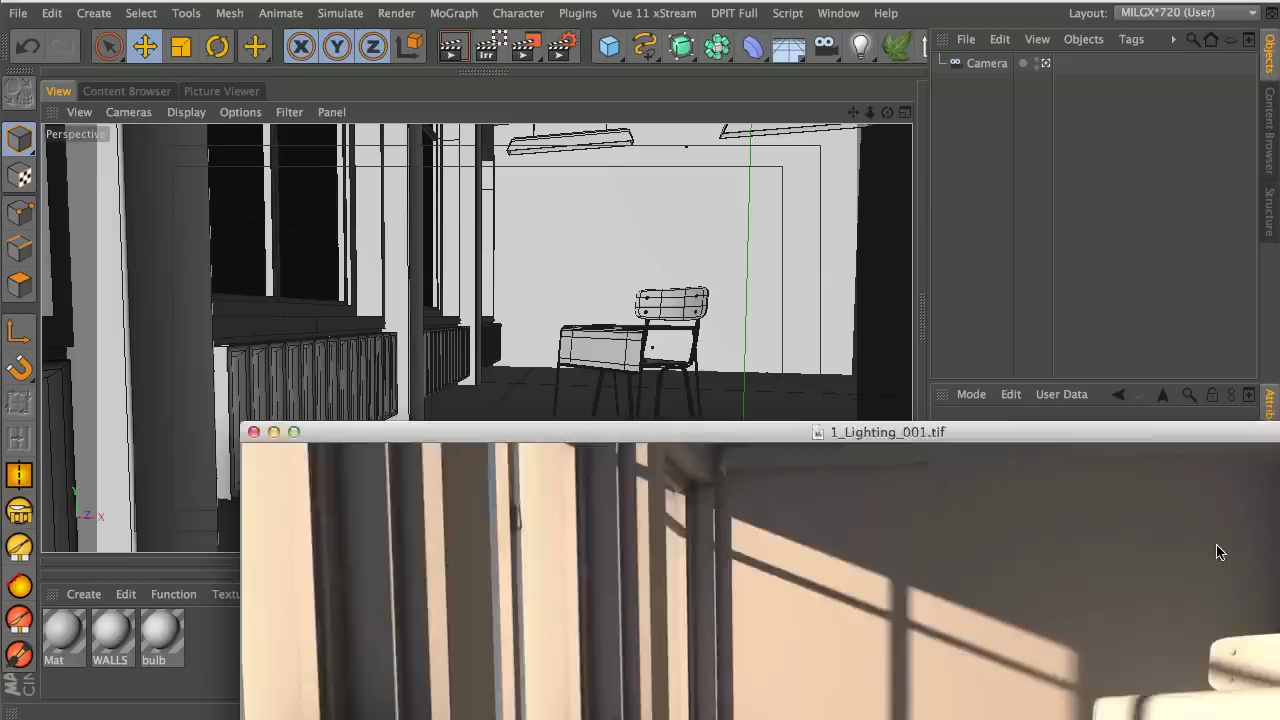 File Edit Create Select Tools Mesh Animate Simulate Render MoGraph Character Plugins Vue 11 xStream DPIT Full Script Window Help Layout: MILGX*720 (User)
X Y Z Irr
File Edit View Objects Tags
Objects
Content Browser
Structure
Camera
View Content Browser Picture Viewer
View Cameras Display Options Filter Panel
Perspective
Mode Edit User Data
1_Lighting_001.tif
Y
Z X
Create Edit Function Textu
Mat WALLS bulb